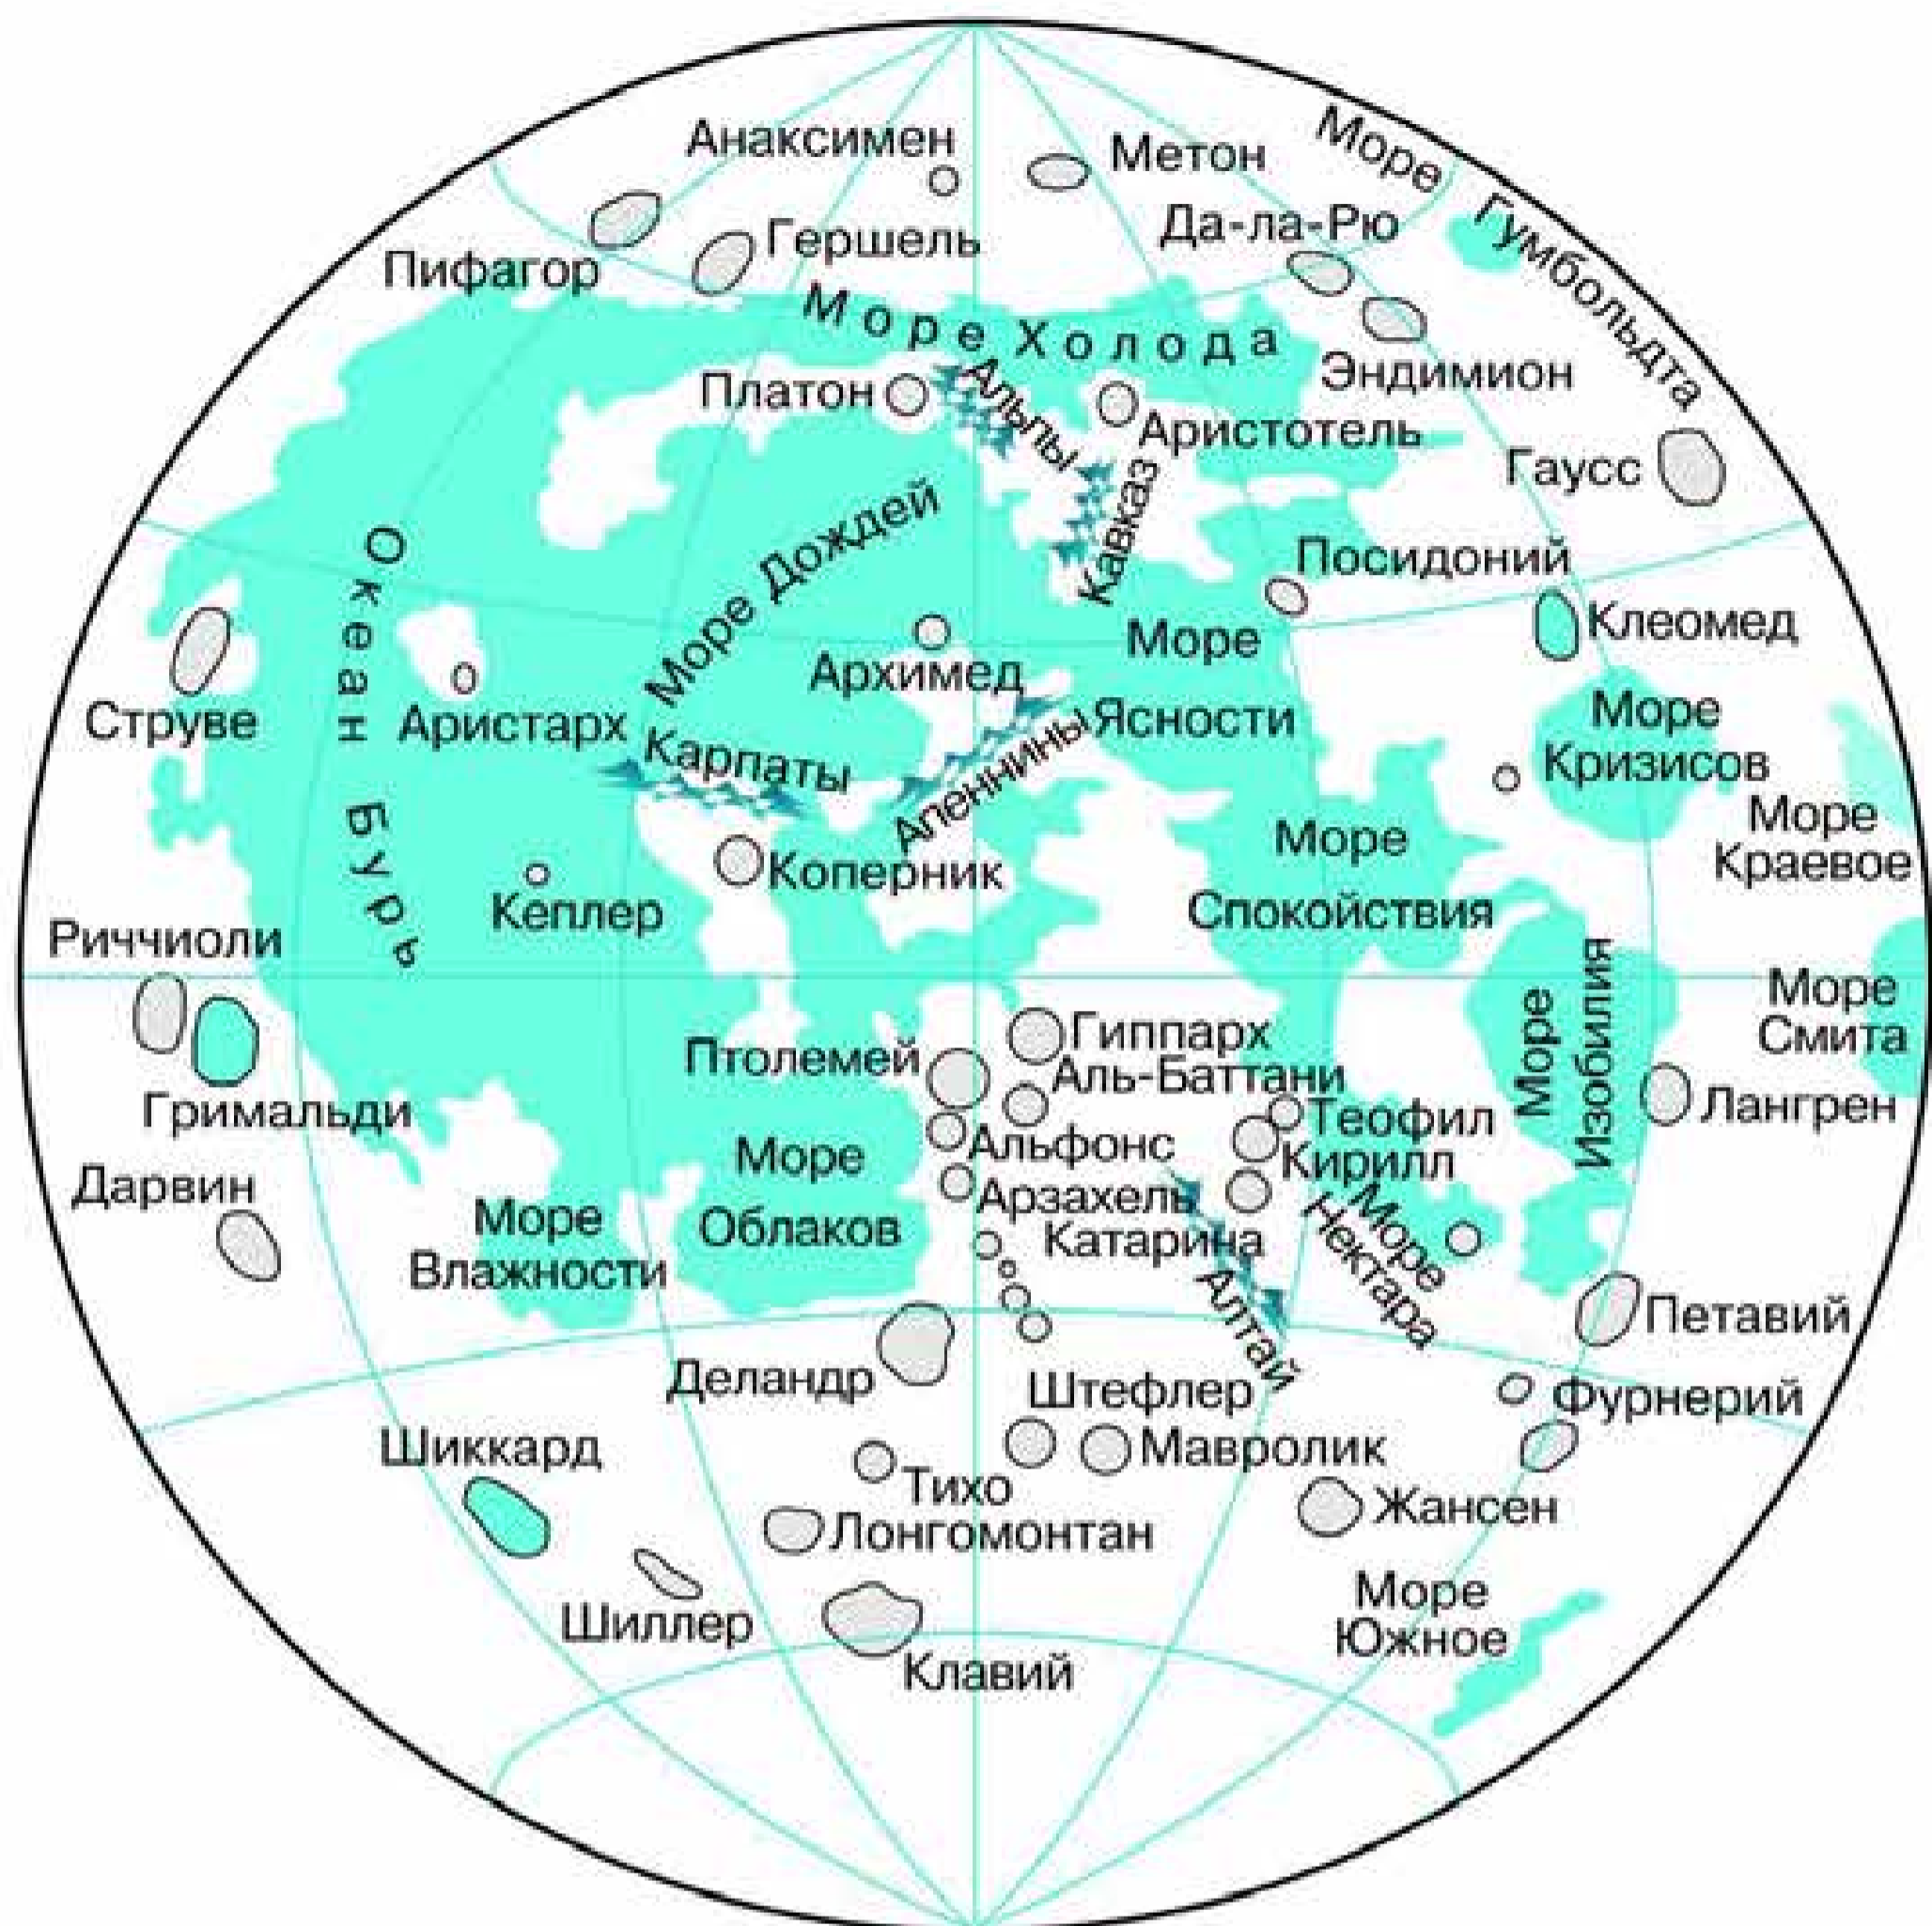 Анаксимен
Метон
Море
Гумбольдта
Да-ла-Рю
Гершель
Пифагор
Море Холода
Эндимион
Платон
Альпы
Аристотель
Гаусс
Кавказ
Море Дождей
Океан Бурь
Посидоний
Клеомед
Море
Ясности
Архимед
Струве
Аристарх
Карпаты
Апеннины
Море
Кризисов
Море
Краевое
Море
Спокойствия
Коперник
Кеплер
Риччиоли
Море
Изобилия
Море
Смита
Гиппарх
Птолемей
Аль-Баттани
Гримальди
Теофил
Лангрен
Альфонс
Кирилл
Море
Облаков
Дарвин
Арзахель
Море
Влажности
Катарина
Море
Нектара
Алтай
Петавий
Деландр
Штефлер
Фурнерий
Шиккард
Мавролик
Тихо
Жансен
Лонгомонтан
Море
Южное
Шиллер
Клавий